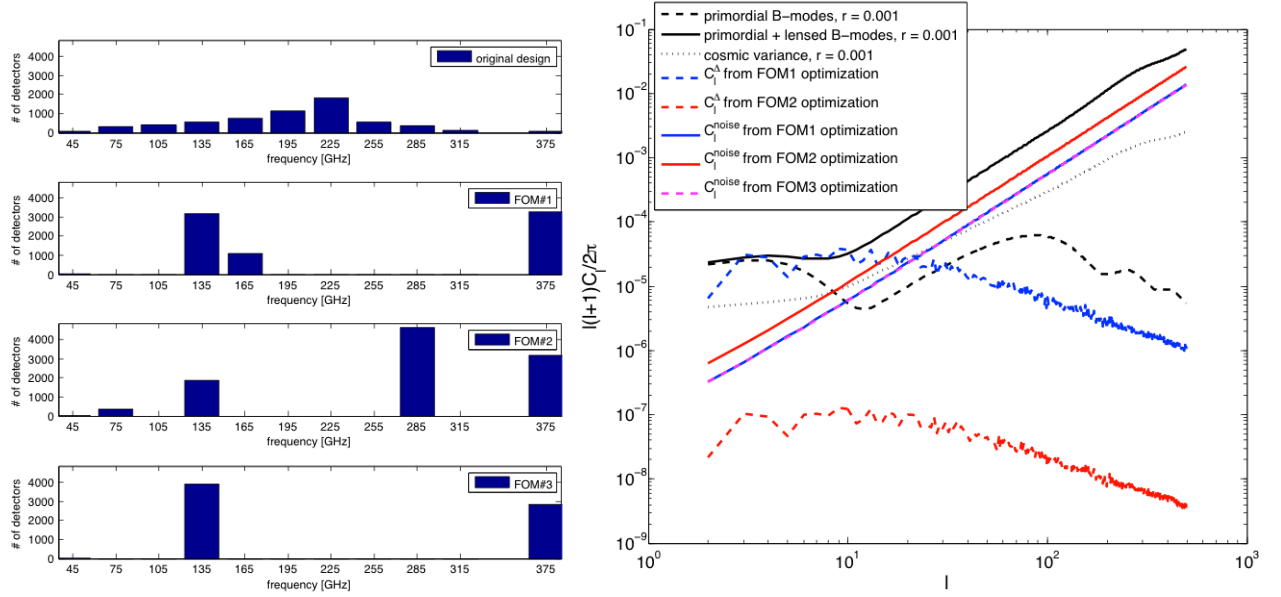 original design
# of detectors
4000
3000
2000
1000
0
45 75 105 135 165 195 225 255 285 315 375
frequency [GHz]
FOM#1
# of detectors
4000
3000
2000
1000
0
45 75 105 135 165 195 225 255 285 315 375
frequency [GHz]
FOM#2
# of detectors
4000
3000
2000
1000
0
45 75 105 135 165 195 225 255 285 315 375
frequency [GHz]
FOM#3
# of detectors
4000
3000
2000
1000
0
45 75 105 135 165 195 225 255 285 315 375
frequency [GHz]
primordial B−modes, r = 0.001
primordial + lensed B−modes, r = 0.001
cosmic variance, r = 0.001
C_l^Δ from FOM1 optimization
C_l^Δ from FOM2 optimization
C_l^noise from FOM1 optimization
C_l^noise from FOM2 optimization
C_l^noise from FOM3 optimization
l(l+1)C_l/2π
10^−1
10^−2
10^−3
10^−4
10^−5
10^−6
10^−7
10^−8
10^−9
10^0 10^1 10^2 10^3
l